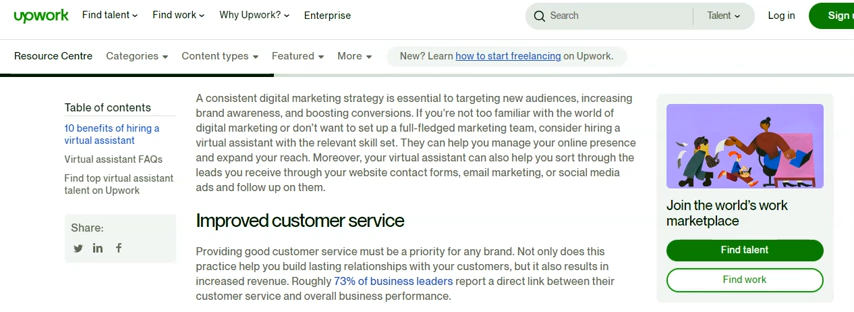 upwork Find talent Find work Why Upwork? Enterprise Search Talent Log in Sign
Resource Centre Categories Content types Featured More New? Learn how to start freelancing on Upwork.
Table of contents
10 benefits of hiring a
virtual assistant
Virtual assistant FAQs
Find top virtual assistant
talent on Upwork
Share:
A consistent digital marketing strategy is essential to targeting new audiences, increasing
brand awareness, and boosting conversions. If you're not too familiar with the world of
digital marketing or don't want to set up a full-fledged marketing team, consider hiring a
virtual assistant with the relevant skill set. They can help you manage your online presence
and expand your reach. Moreover, your virtual assistant can also help you sort through the
leads you receive through your website contact forms, email marketing, or social media
ads and follow up on them.
Improved customer service
Providing good customer service must be a priority for any brand. Not only does this
practice help you build lasting relationships with your customers, but it also results in
increased revenue. Roughly 73% of business leaders report a direct link between their
customer service and overall business performance.
Join the world's work
marketplace
Find talent
Find work